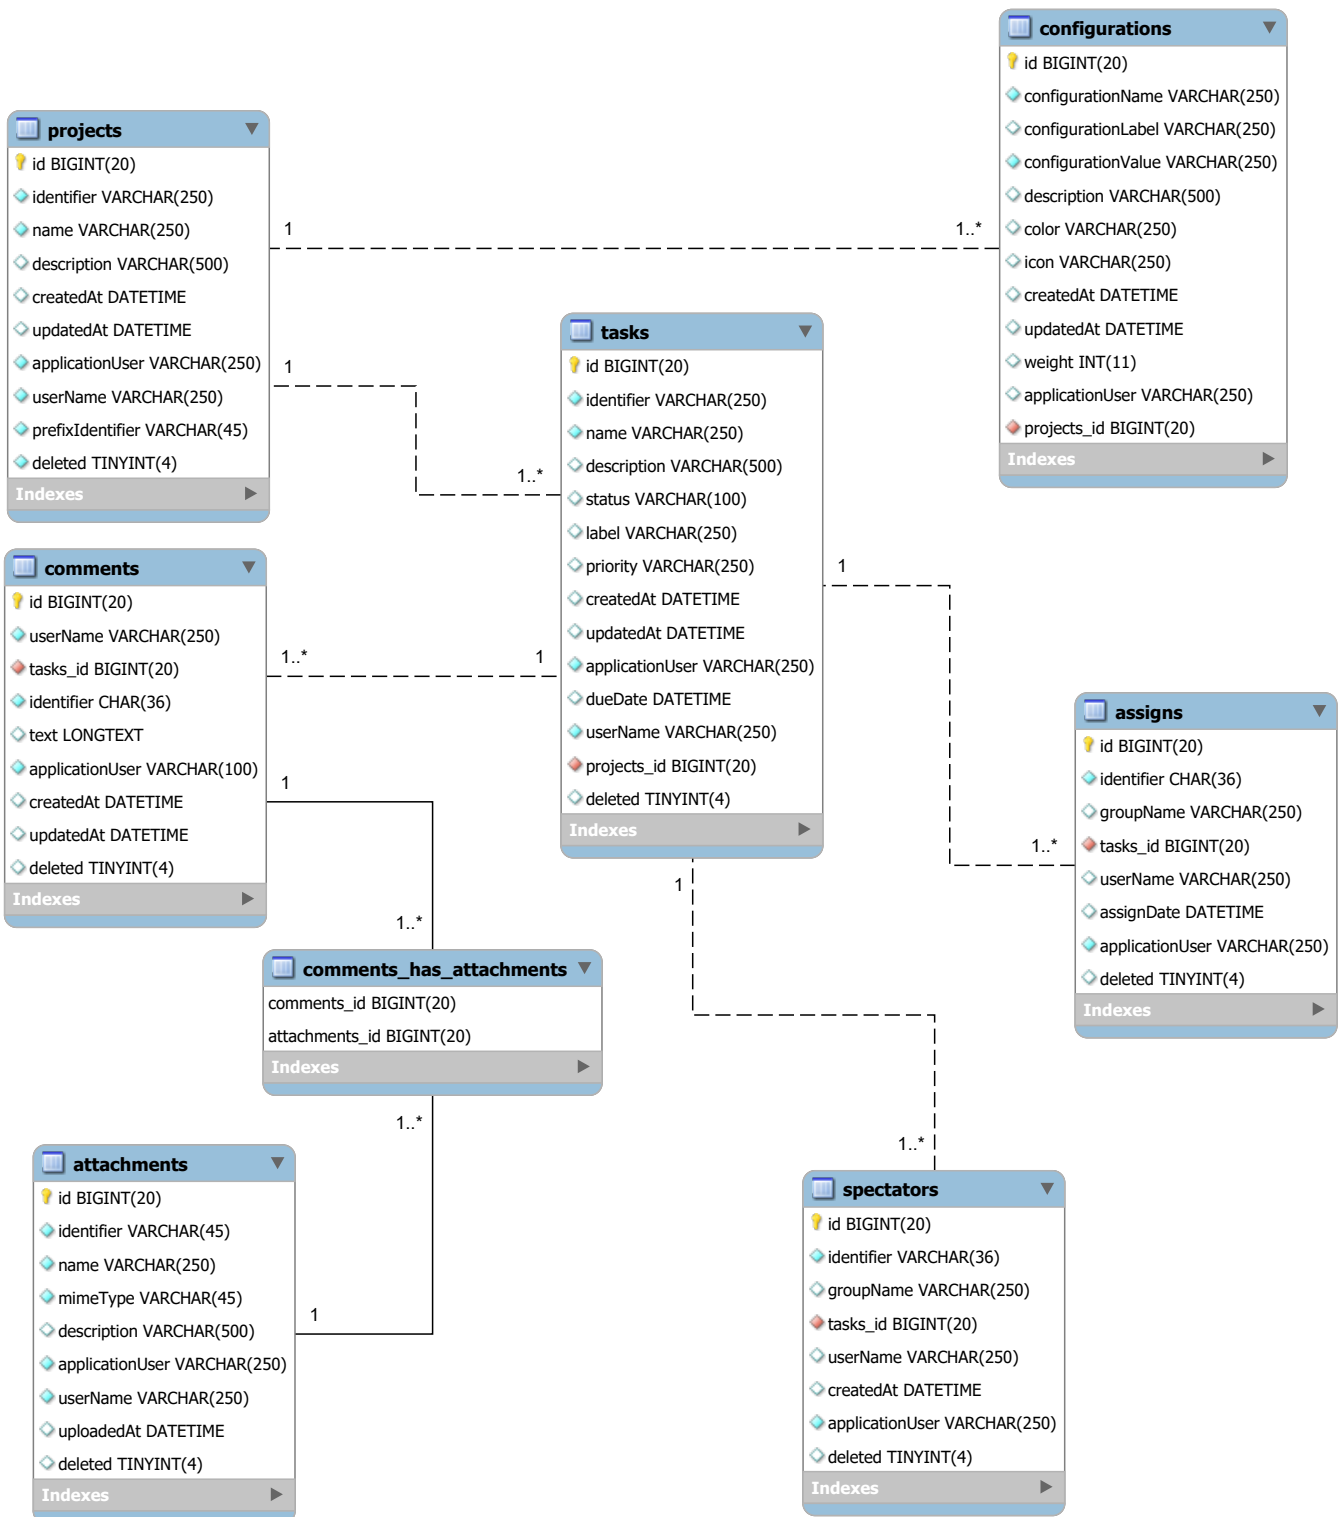 configurations
id BIGINT(20)
configurationName VARCHAR(250)
configurationLabel VARCHAR(250)
configurationValue VARCHAR(250)
description VARCHAR(500)
color VARCHAR(250)
icon VARCHAR(250)
createdAt DATETIME
updatedAt DATETIME
weight INT(11)
applicationUser VARCHAR(250)
projects_id BIGINT(20)
Indexes
projects
id BIGINT(20)
identifier VARCHAR(250)
name VARCHAR(250)
description VARCHAR(500)
createdAt DATETIME
updatedAt DATETIME
applicationUser VARCHAR(250)
userName VARCHAR(250)
prefixIdentifier VARCHAR(45)
deleted TINYINT(4)
Indexes
1
1..*
1
1..*
tasks
id BIGINT(20)
identifier VARCHAR(250)
name VARCHAR(250)
description VARCHAR(500)
status VARCHAR(100)
label VARCHAR(250)
priority VARCHAR(250)
createdAt DATETIME
updatedAt DATETIME
applicationUser VARCHAR(250)
dueDate DATETIME
userName VARCHAR(250)
projects_id BIGINT(20)
deleted TINYINT(4)
Indexes
comments
id BIGINT(20)
userName VARCHAR(250)
tasks_id BIGINT(20)
identifier CHAR(36)
text LONGTEXT
applicationUser VARCHAR(100)
createdAt DATETIME
updatedAt DATETIME
deleted TINYINT(4)
Indexes
1..*
1
1
1..*
1
1..*
1
1..*
assigns
id BIGINT(20)
identifier CHAR(36)
groupName VARCHAR(250)
tasks_id BIGINT(20)
userName VARCHAR(250)
assignDate DATETIME
applicationUser VARCHAR(250)
deleted TINYINT(4)
Indexes
comments_has_attachments
comments_id BIGINT(20)
attachments_id BIGINT(20)
Indexes
1..*
1
attachments
id BIGINT(20)
identifier VARCHAR(45)
name VARCHAR(250)
mimeType VARCHAR(45)
description VARCHAR(500)
applicationUser VARCHAR(250)
userName VARCHAR(250)
uploadedAt DATETIME
deleted TINYINT(4)
Indexes
spectators
id BIGINT(20)
identifier VARCHAR(36)
groupName VARCHAR(250)
tasks_id BIGINT(20)
userName VARCHAR(250)
createdAt DATETIME
applicationUser VARCHAR(250)
deleted TINYINT(4)
Indexes